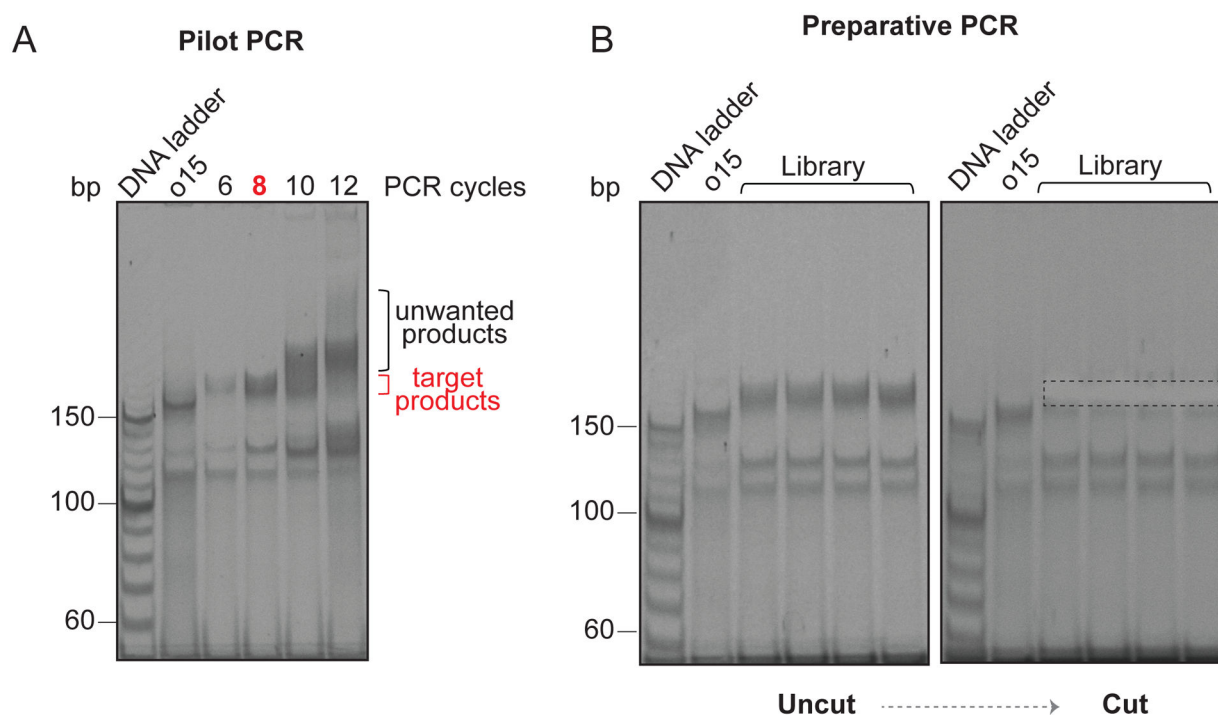 A
Pilot PCR
bp
DNA ladder
o15
6
8
10
12
PCR cycles
unwanted
products
target
products
150
100
60
B
Preparative PCR
bp
DNA ladder
o15
Library
150
100
60
DNA ladder
o15
Library
Uncut
Cut